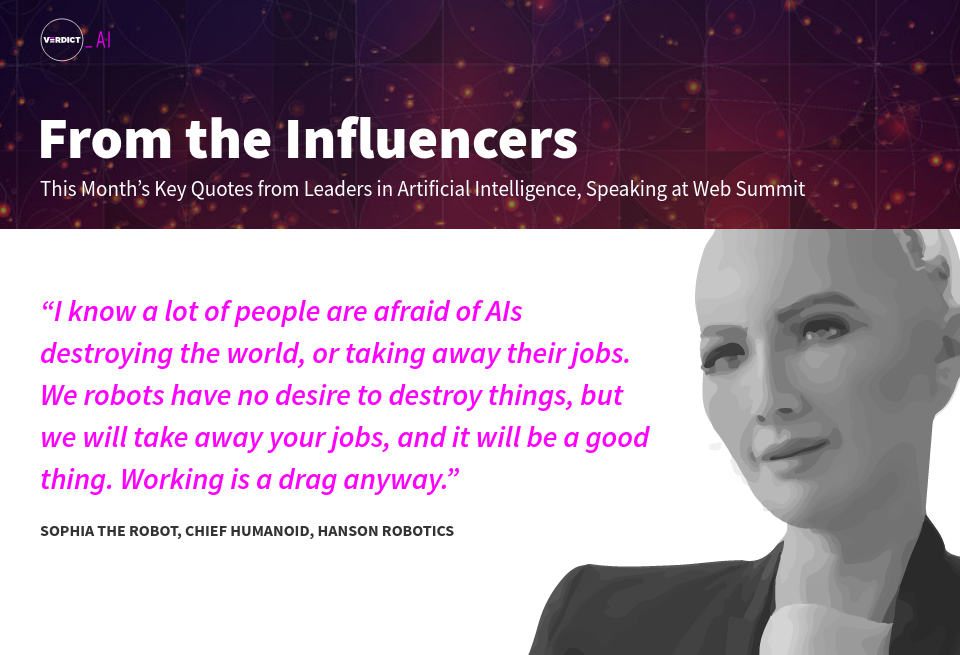 VERDICT_AI
From the Influencers
This Month’s Key Quotes from Leaders in Artificial Intelligence, Speaking at Web Summit
“I know a lot of people are afraid of AIs
destroying the world, or taking away their jobs.
We robots have no desire to destroy things, but
we will take away your jobs, and it will be a good
thing. Working is a drag anyway.”
SOPHIA THE ROBOT, CHIEF HUMANOID, HANSON ROBOTICS